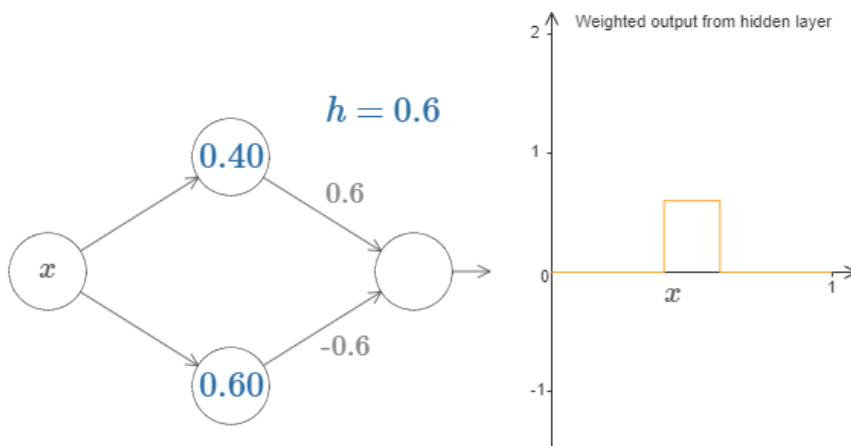 Weighted output from hidden layer
2
h = 0.6
1
0.40
0.6
x
0
x
1
-0.6
0.60
-1